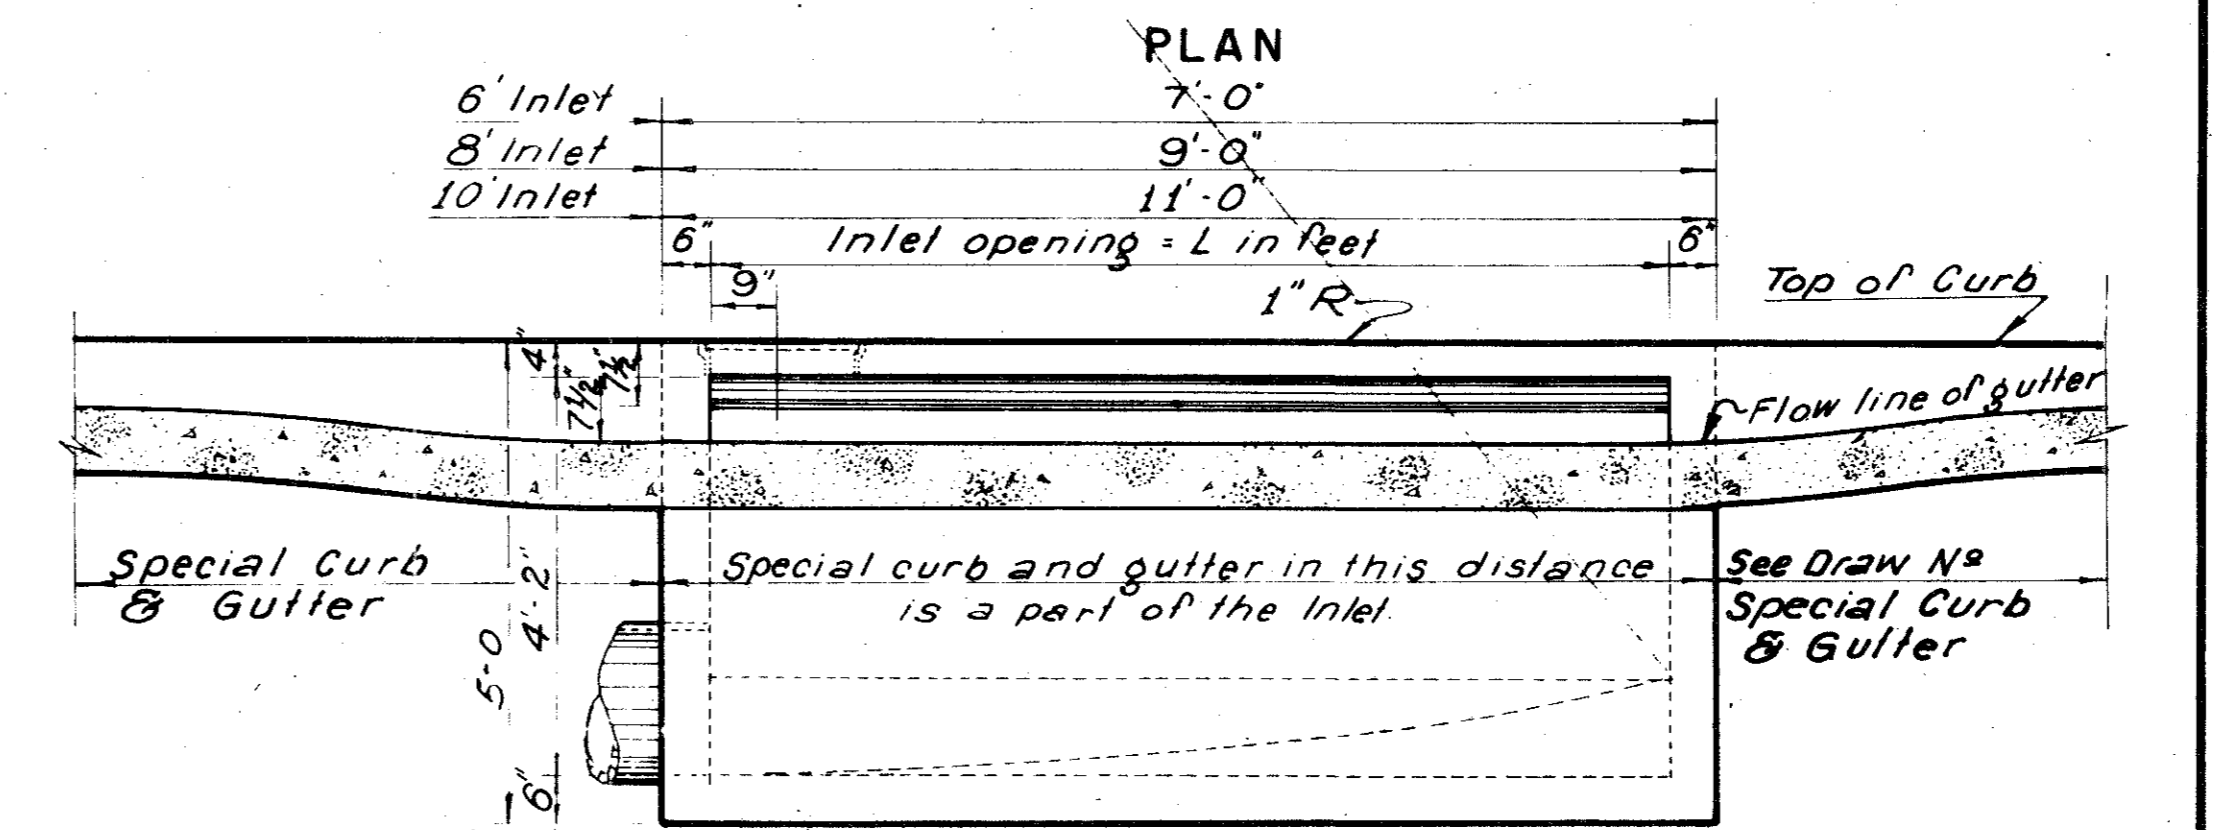 PLAN
6' Inlet 7'-0"
8' Inlet 9'-0"
10' Inlet 11'-0"
6" Inlet opening = L in feet 6"
9"
1" R
Top of Curb
4"
7½"
7½"
Flow line of gutter
Special Curb
& Gutter
4'-2"
5-0
6"
Special curb and gutter in this distance
is a part of the Inlet.
See Draw Nº
Special Curb
& Gutter